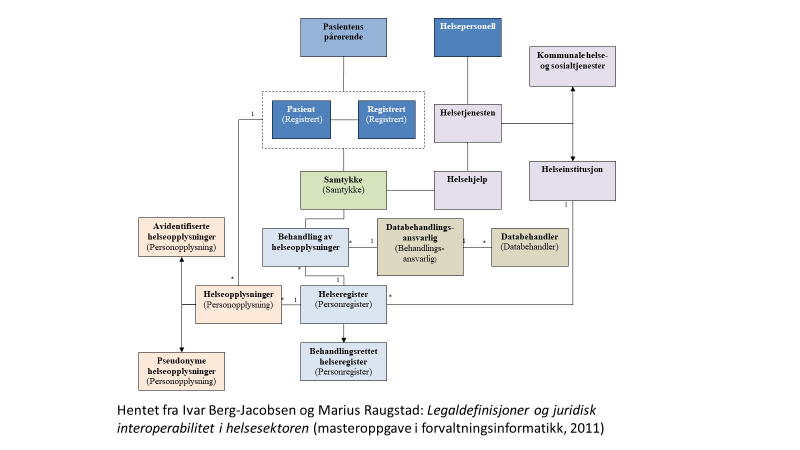 Pasientens
pårørende
Helsepersonell
Kommunale helse-
og sosialtjenester
1
Pasient
(Registrert)
Registrert
(Registrert)
Helsetjenesten
Samtykke
(Samtykke)
Helsehjelp
Helseinstitusjon
1
Avidentifiserte
helseopplysninger
(Personopplysning)
Behandling av
helseopplysninger
* 1
Databehandlings-
ansvarlig
(Behandlings-
ansvarlig)
1 *
Databehandler
(Databehandler)
*
1
*
Helseopplysninger
(Personopplysning)
* 1
Helseregister
(Personregister)
*
Pseudonyme
helseopplysninger
(Personopplysning)
Behandlingsrettet
helseregister
(Personregister)
Hentet fra Ivar Berg-Jacobsen og Marius Raugstad: Legaldefinisjoner og juridisk
interoperabilitet i helsesektoren (masteroppgave i forvaltningsinformatikk, 2011)